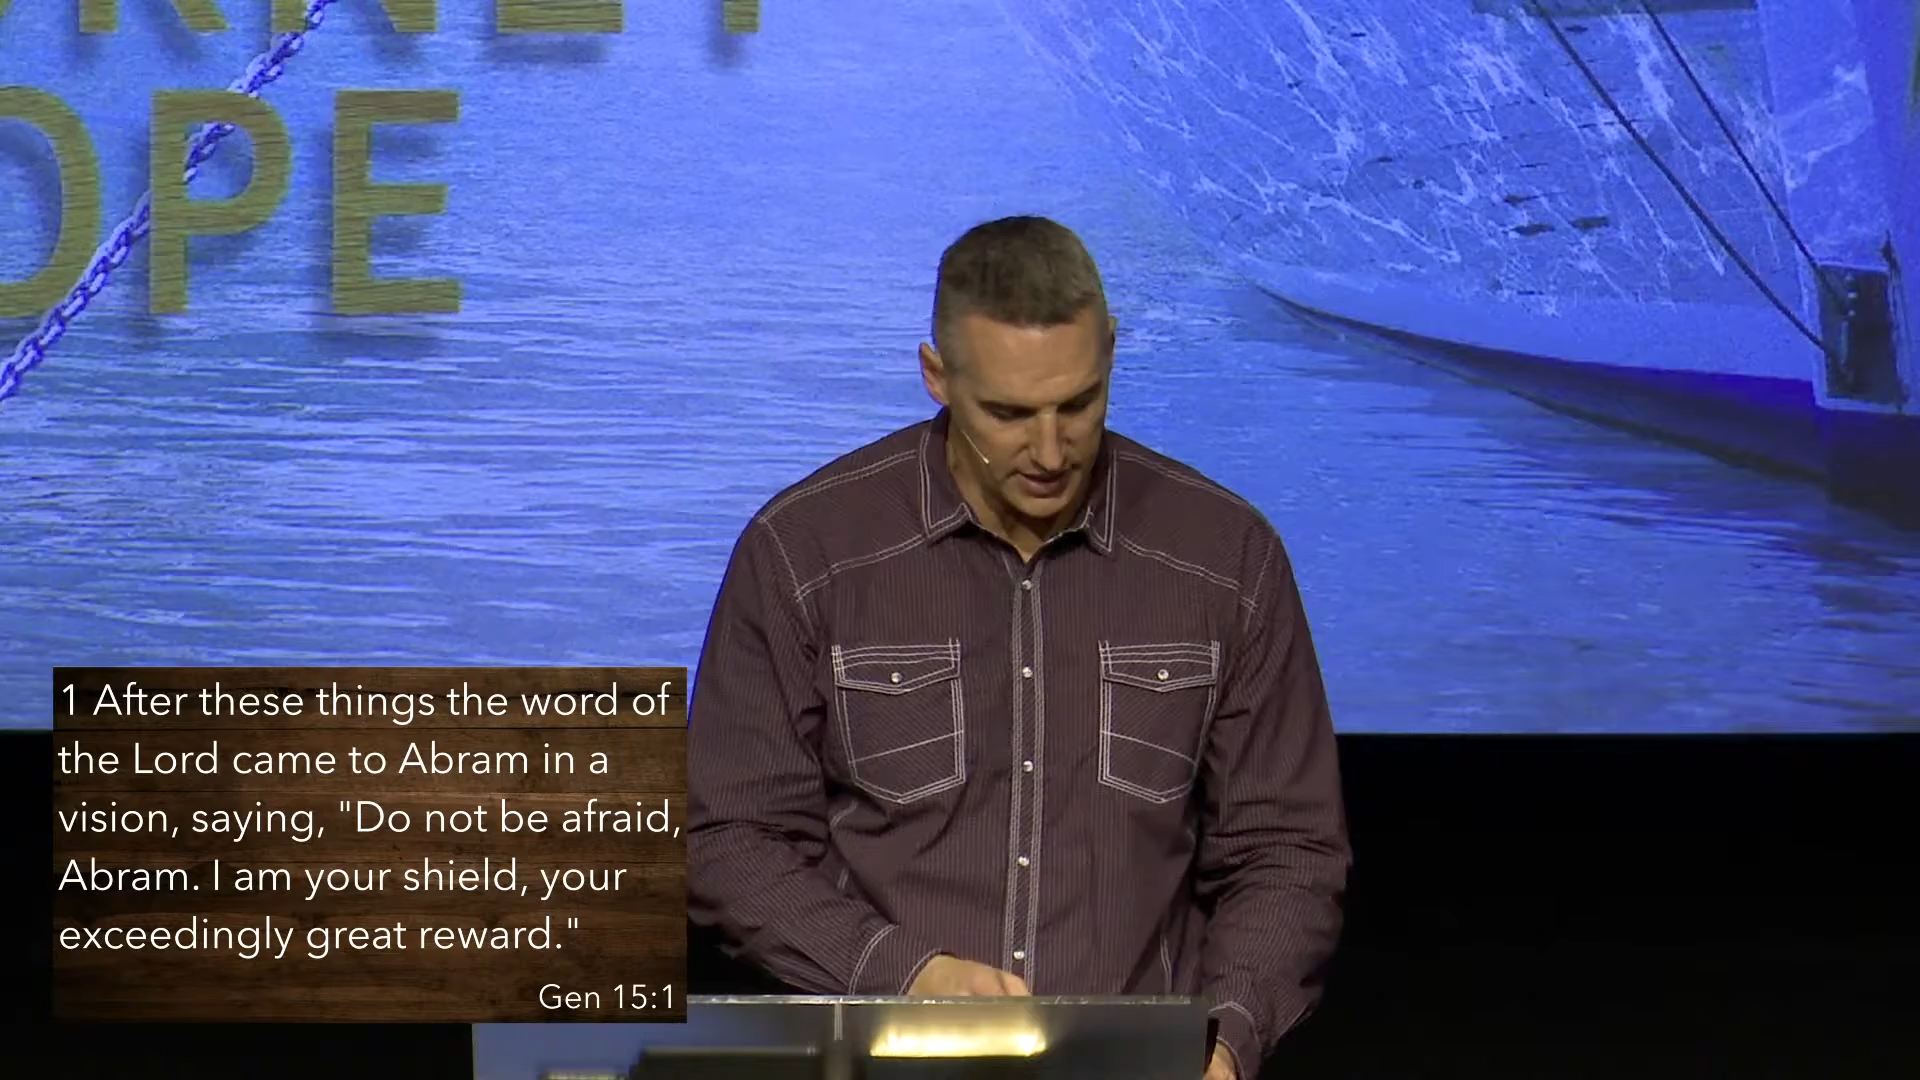 1 After these things the word of
the Lord came to Abram in a
vision, saying, "Do not be afraid,
Abram. I am your shield, your
exceedingly great reward."
Gen 15:1